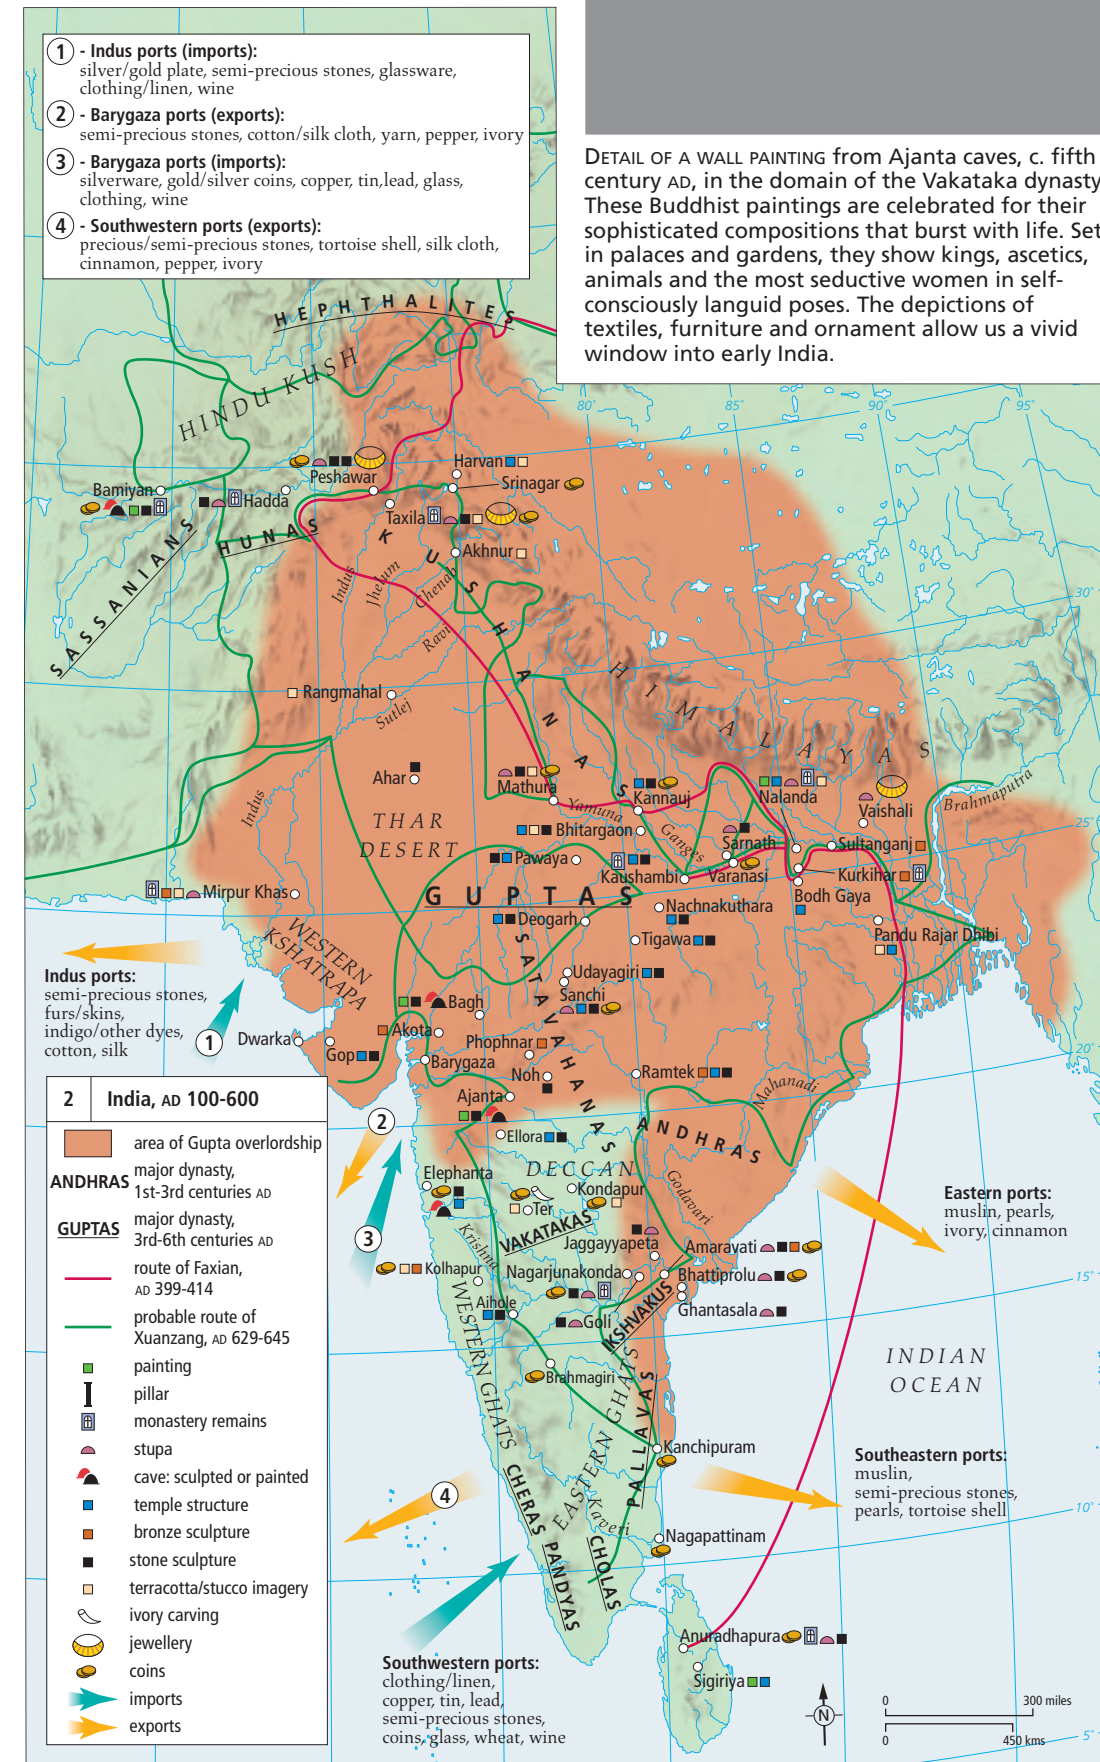 1 - Indus ports (imports):
silver/gold plate, semi-precious stones, glassware,
clothing/linen, wine
2 - Barygaza ports (exports):
semi-precious stones, cotton/silk cloth, yarn, pepper, ivory
3 - Barygaza ports (imports):
silverware, gold/silver coins, copper, tin,lead, glass,
clothing, wine
4 - Southwestern ports (exports):
precious/semi-precious stones, tortoise shell, silk cloth,
cinnamon, pepper, ivory
DETAIL OF A WALL PAINTING from Ajanta caves, c. fifth
century AD, in the domain of the Vakataka dynasty
These Buddhist paintings are celebrated for their
sophisticated compositions that burst with life. Set
in palaces and gardens, they show kings, ascetics,
animals and the most seductive women in self-
consciously languid poses. The depictions of
textiles, furniture and ornament allow us a vivid
window into early India.
HEPHTHALITES
HINDU KUSH
80°
85°
90°
95°
Harvan
Peshawar
Srinagar
Bamiyan
Hadda
Taxila
HUNAS
SASSANIANS
Akhnur
KUSHANAS
Indus
Jhelum
Chenab
Ravi
30°
HIMALAYAS
Rangmahal
Sutlej
Ahar
Mathura
Kannauj
Nalanda
Vaishali
Brahmaputra
Indus
THAR
DESERT
Yamuna
Bhitargaon
Ganges
Sarnath
Sultanganj
25°
Pawaya
Kaushambi
Varanasi
Kurkihar
Mirpur Khas
GUPTAS
Bodh Gaya
Nachnakuthara
Deogarh
Tigawa
Pandu Rajar Dhibi
WESTERN
KSHATRAPA
SATAVAHANAS
Udayagiri
Sanchi
Indus ports:
semi-precious stones,
furs/skins,
indigo/other dyes,
cotton, silk
1
Bagh
Dwarka
Akota
Gop
Phophnar
Barygaza
Noh
Ramtek
Mahanadi
20°
Ajanta
2
ANDHRAS
Ellora
DECCAN
Elephanta
Kondapur
Ter
Godavari
Eastern ports:
muslin, pearls,
ivory, cinnamon
3
Krishna
VAKATAKAS
Jaggayyapeta
Amaravati
Kolhapur
Nagarjunakonda
Bhattiprolu
15°
Aihole
Goli
Ghantasala
IKSHVAKUS
WESTERN GHATS
Brahmagiri
INDIAN
OCEAN
EASTERN GHATS
PALLAVAS
Kanchipuram
Southeastern ports:
muslin,
semi-precious stones,
pearls, tortoise shell
4
CHERAS
Kaveri
10°
Nagapattinam
PANDYAS
CHOLAS
Anuradhapura
Sigiriya
Southwestern ports:
clothing/linen,
copper, tin, lead,
semi-precious stones,
coins, glass, wheat, wine
N
0
300 miles
0
450 kms
5°
2 India, AD 100-600
area of Gupta overlordship
ANDHRAS major dynasty,
1st-3rd centuries AD
GUPTAS major dynasty,
3rd-6th centuries AD
route of Faxian,
AD 399-414
probable route of
Xuanzang, AD 629-645
painting
pillar
monastery remains
stupa
cave: sculpted or painted
temple structure
bronze sculpture
stone sculpture
terracotta/stucco imagery
ivory carving
jewellery
coins
imports
exports